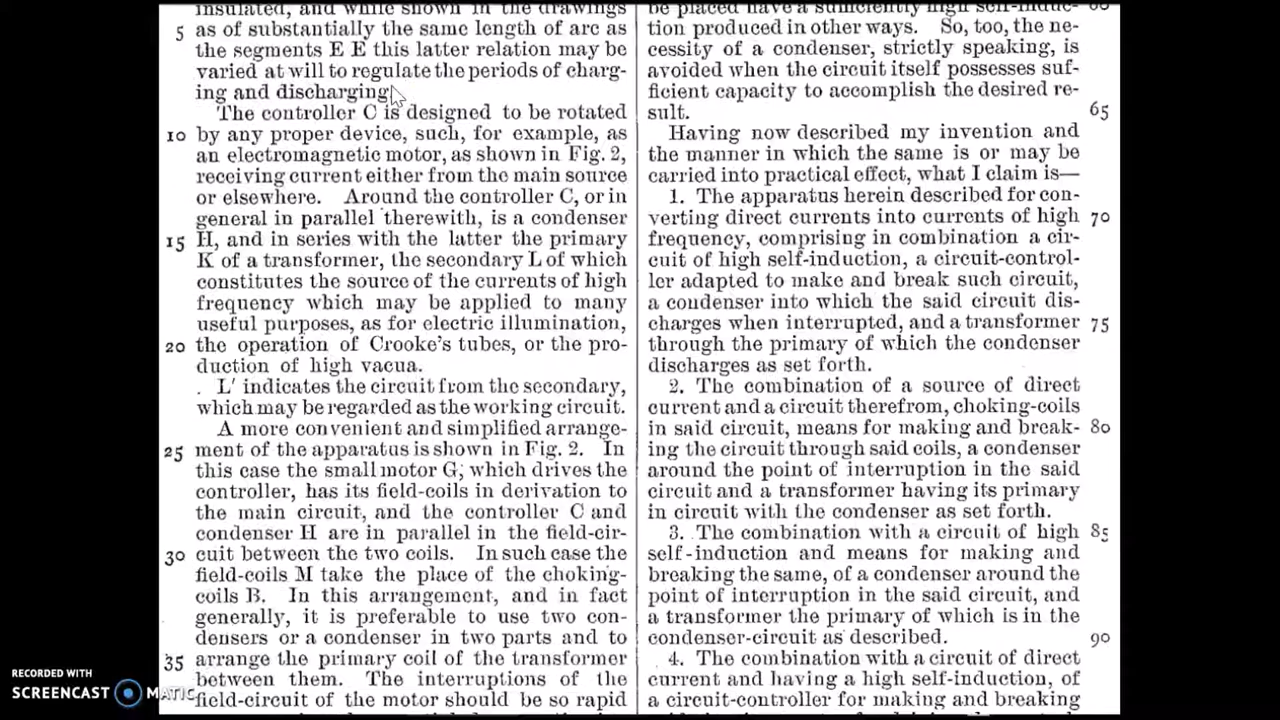 insulated, and while shown in the drawings
5 as of substantially the same length of arc as
the segments E E this latter relation may be
varied at will to regulate the periods of charg-
ing and discharging.
The controller C is designed to be rotated
10 by any proper device, such, for example, as
an electromagnetic motor, as shown in Fig. 2,
receiving current either from the main source
or elsewhere. Around the controller C, or in
general in parallel therewith, is a condenser
15 H, and in series with the latter the primary
K of a transformer, the secondary L of which
constitutes the source of the currents of high
frequency which may be applied to many
useful purposes, as for electric illumination,
20 the operation of Crooke's tubes, or the pro-
duction of high vacua.
L' indicates the circuit from the secondary,
which may be regarded as the working circuit.
A more convenient and simplified arrange-
25 ment of the apparatus is shown in Fig. 2. In
this case the small motor G, which drives the
controller, has its field-coils in derivation to
the main circuit, and the controller C and
condenser H are in parallel in the field-cir-
30 cuit between the two coils. In such case the
field-coils M take the place of the choking-
coils B. In this arrangement, and in fact
generally, it is preferable to use two con-
densers or a condenser in two parts and to
35 arrange the primary coil of the transformer
between them. The interruptions of the
field-circuit of the motor should be so rapid
be placed have a sufficiently high self-induc-
tion produced in other ways. So, too, the ne-
cessity of a condenser, strictly speaking, is
avoided when the circuit itself possesses suf-
ficient capacity to accomplish the desired re-
sult. 65
Having now described my invention and
the manner in which the same is or may be
carried into practical effect, what I claim is—
1. The apparatus herein described for con-
verting direct currents into currents of high 70
frequency, comprising in combination a cir-
cuit of high self-induction, a circuit-control-
ler adapted to make and break such circuit,
a condenser into which the said circuit dis-
charges when interrupted, and a transformer 75
through the primary of which the condenser
discharges as set forth.
2. The combination of a source of direct
current and a circuit therefrom, choking-coils
in said circuit, means for making and break- 80
ing the circuit through said coils, a condenser
around the point of interruption in the said
circuit and a transformer having its primary
in circuit with the condenser as set forth.
3. The combination with a circuit of high 85
self-induction and means for making and
breaking the same, of a condenser around the
point of interruption in the said circuit, and
a transformer the primary of which is in the
condenser-circuit as described. 90
4. The combination with a circuit of direct
current and having a high self-induction, of
a circuit-controller for making and breaking
RECORDED WITH
SCREENCAST MATIC